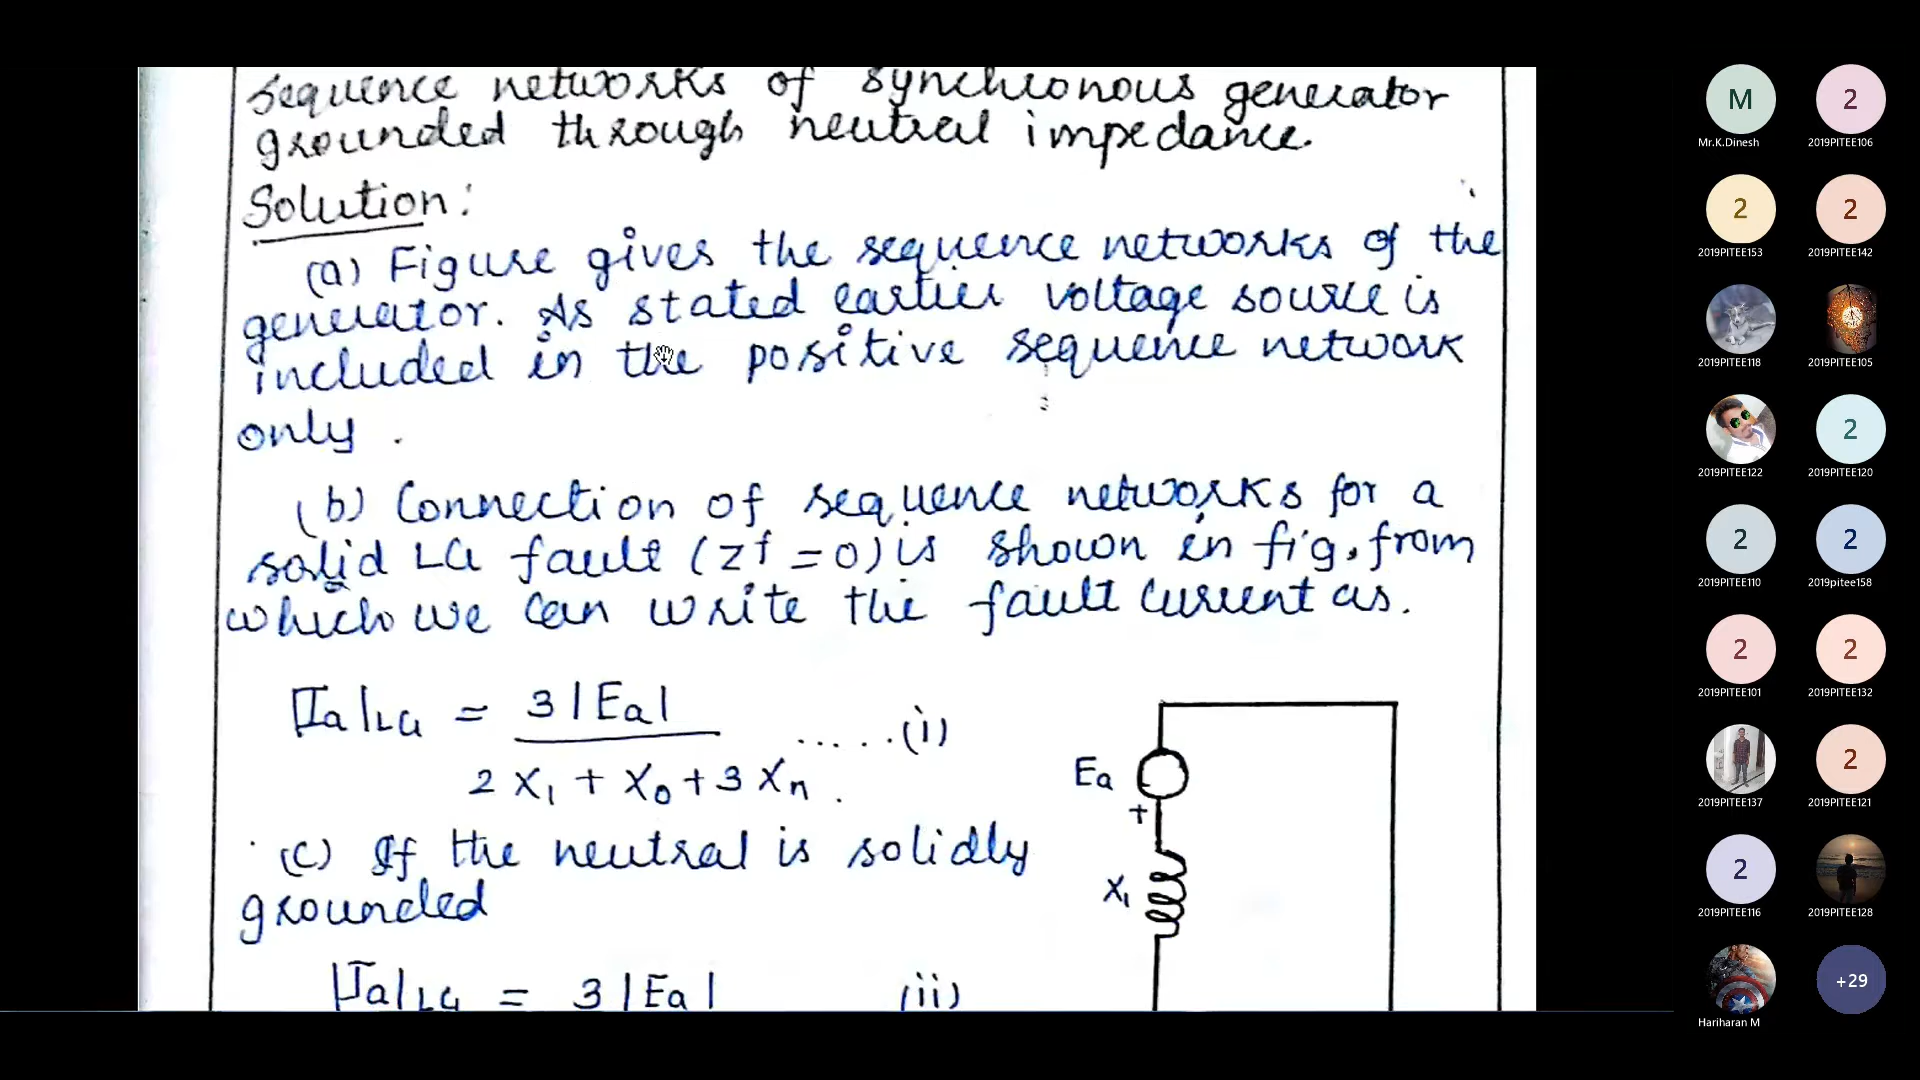 sequence networks of synchronous generator
grounded through neutral impedance.
Solution:
(a) Figure gives the sequence networks of the
generator. As stated earlier voltage source is
included in the positive sequence network
only.
(b) Connection of sequence networks for a
solid LG fault (Zf = 0) is shown in fig, from
which we can write the fault current as.
|Ia|LG = 3|Ea|
2X1 + X0 + 3Xn .....(i)
(c) If the neutral is solidly
grounded
|Ia|LG = 3|Ea| (ii)
Ea
+
X1
M 2
Mr.K.Dinesh 2019PITEE106
2 2
2019PITEE153 2019PITEE142
2019PITEE118 2019PITEE105
2
2019PITEE122 2019PITEE120
2 2
2019PITEE110 2019pitee158
2 2
2019PITEE101 2019PITEE132
2
2019PITEE137 2019PITEE121
2
2019PITEE116 2019PITEE128
+29
Hariharan M